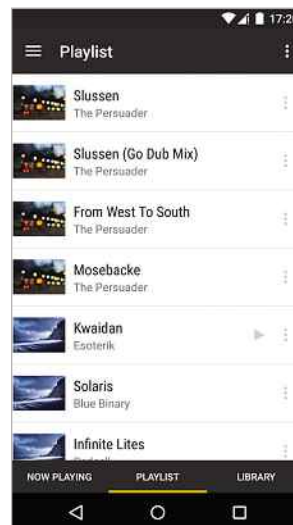 17:20
Playlist
Slussen
The Persuader
Slussen (Go Dub Mix)
The Persuader
From West To South
The Persuader
Mosebacke
The Persuader
Kwaidan
Esoterik
Solaris
Blue Binary
Infinite Lites
NOW PLAYING PLAYLIST LIBRARY